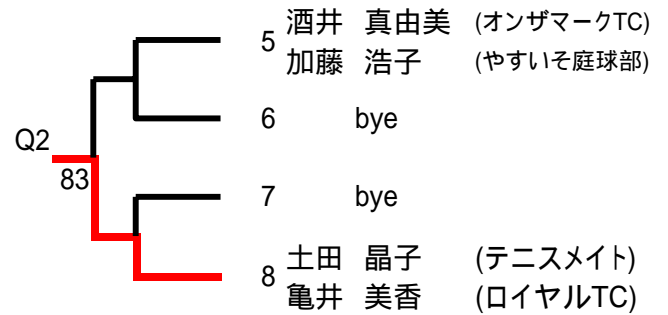 5 酒井 真由美 (オンザマークTC)
加藤 浩子 (やすいそ庭球部)
6 bye
Q2
83
7 bye
8 土田 晶子 (テニスメイト)
亀井 美香 (ロイヤルTC)